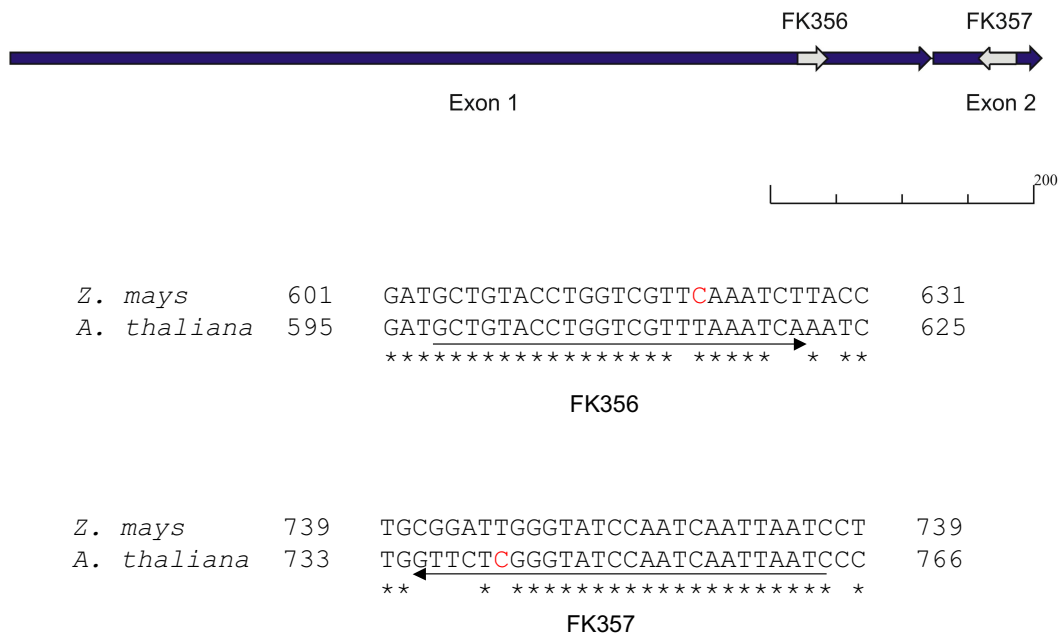 FK356 FK357
Exon 1 Exon 2
200
Z. mays 601 GATGCTGTACCTGGTCGTTCAAATCTTACC 631
A. thaliana 595 GATGCTGTACCTGGTCGTTTAAATCAAATC 625
****************** ***** * **
FK356
Z. mays 739 TGCGGATTGGGTATCCAATCAATTAATCCT 739
A. thaliana 733 TGGTTCTCGGGTATCCAATCAATTAATCCC 766
** * ******************** *
FK357